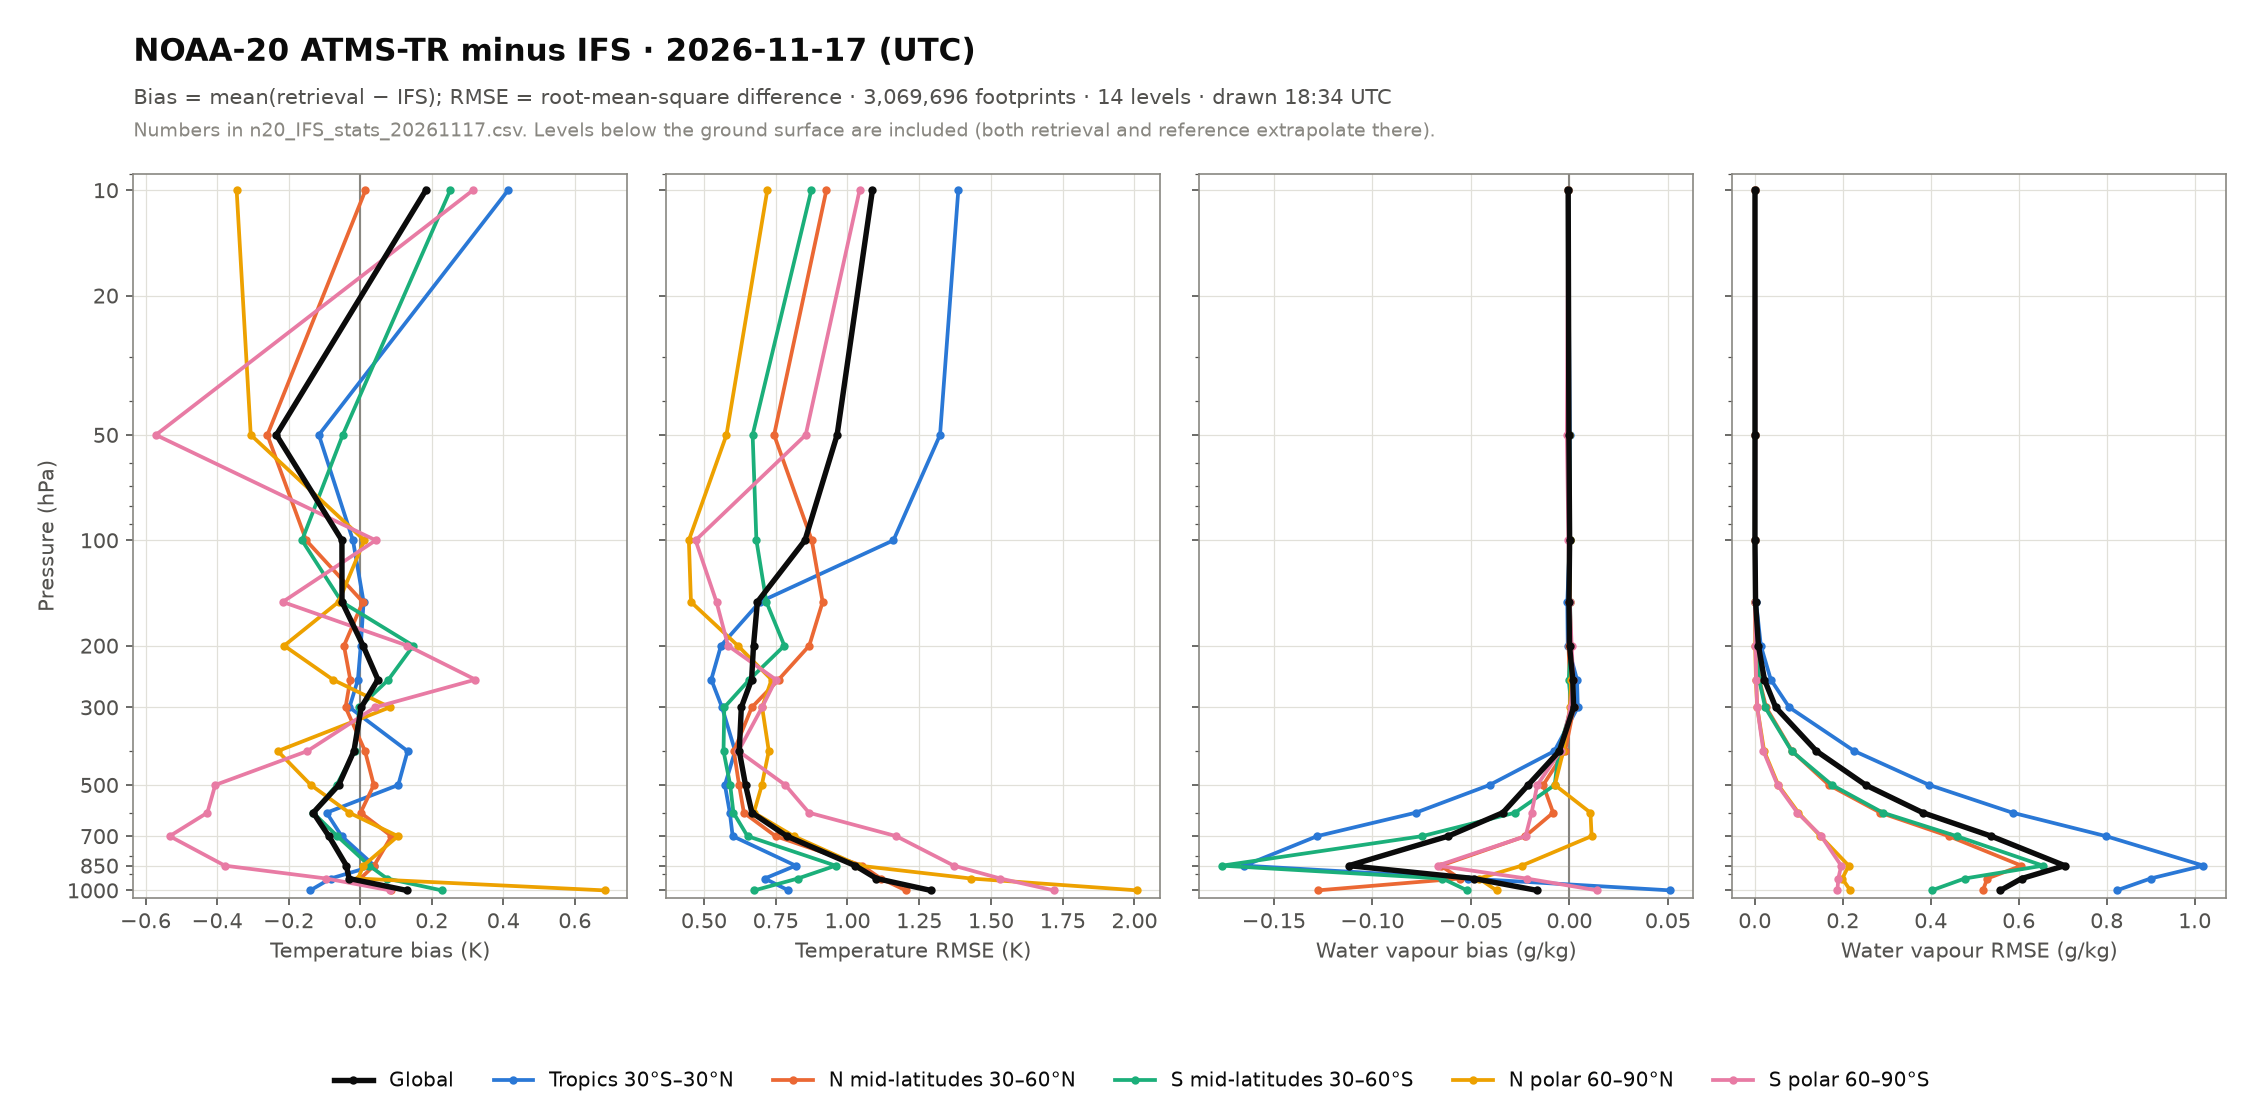 NOAA-20 ATMS-TR minus IFS · 2026-11-17 (UTC)
Bias = mean(retrieval − IFS); RMSE = root-mean-square difference · 3,069,696 footprints · 14 levels · drawn 18:34 UTC
Numbers in n20_IFS_stats_20261117.csv. Levels below the ground surface are included (both retrieval and reference extrapolate there).
Pressure (hPa)
10
20
50
100
200
300
500
700
850
1000
−0.6 −0.4 −0.2 0.0 0.2 0.4 0.6
Temperature bias (K)
0.50 0.75 1.00 1.25 1.50 1.75 2.00
Temperature RMSE (K)
−0.15 −0.10 −0.05 0.00 0.05
Water vapour bias (g/kg)
0.0 0.2 0.4 0.6 0.8 1.0
Water vapour RMSE (g/kg)
Global Tropics 30°S–30°N N mid-latitudes 30–60°N S mid-latitudes 30–60°S N polar 60–90°N S polar 60–90°S